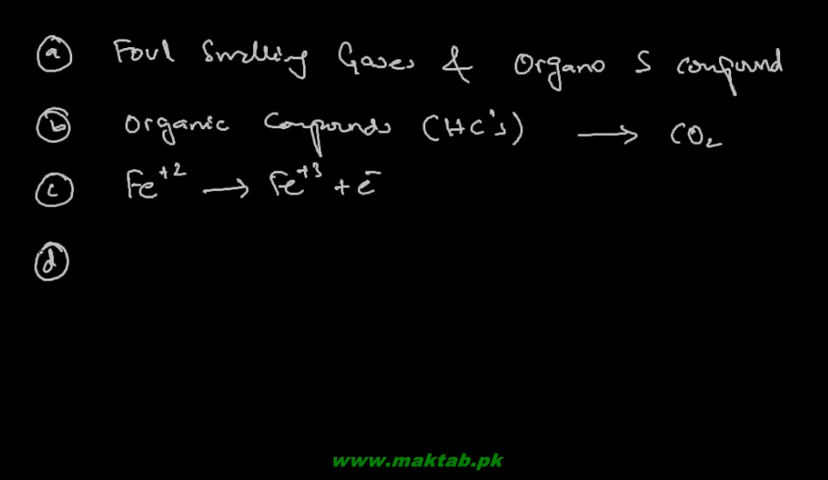 (a) Foul Smelling Gases & Organo S compound
(b) Organic Compounds (HC's) → CO₂
(c) Fe⁺² → Fe⁺³ + e⁻
(d)
www.maktab.pk